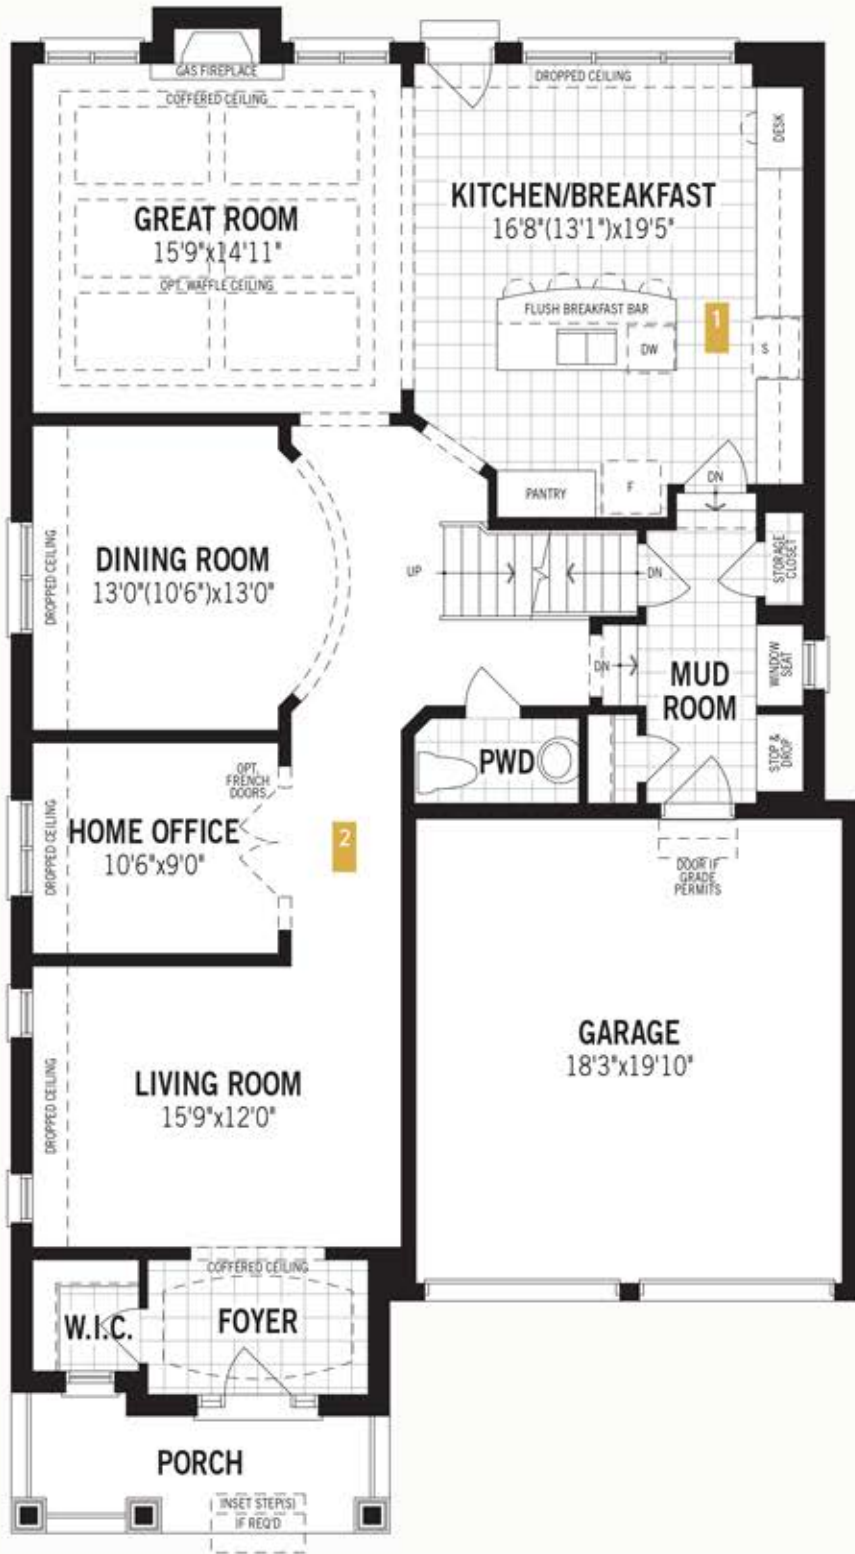 GAS FIREPLACE
COFFERED CEILING
GREAT ROOM
15'9"x14'11"
OPT. WAFFLE CEILING
DROPPED CEILING
DESK
KITCHEN/BREAKFAST
16'8"(13'1")x19'5"
FLUSH BREAKFAST BAR
DW
1
S
PANTRY
F
DN
DROPPED CEILING
DINING ROOM
13'0"(10'6")x13'0"
UP
DN
STORAGE
CLOSET
DN
MUD
ROOM
WINDOW
SEAT
STOP &
DROP
PWD
OPT.
FRENCH
DOORS
DROPPED CEILING
HOME OFFICE
10'6"x9'0"
2
DOOR IF
GRADE
PERMITS
GARAGE
18'3"x19'10"
DROPPED CEILING
LIVING ROOM
15'9"x12'0"
COFFERED CEILING
W.I.C.
FOYER
PORCH
INSET STEP(S)
IF REQ'D